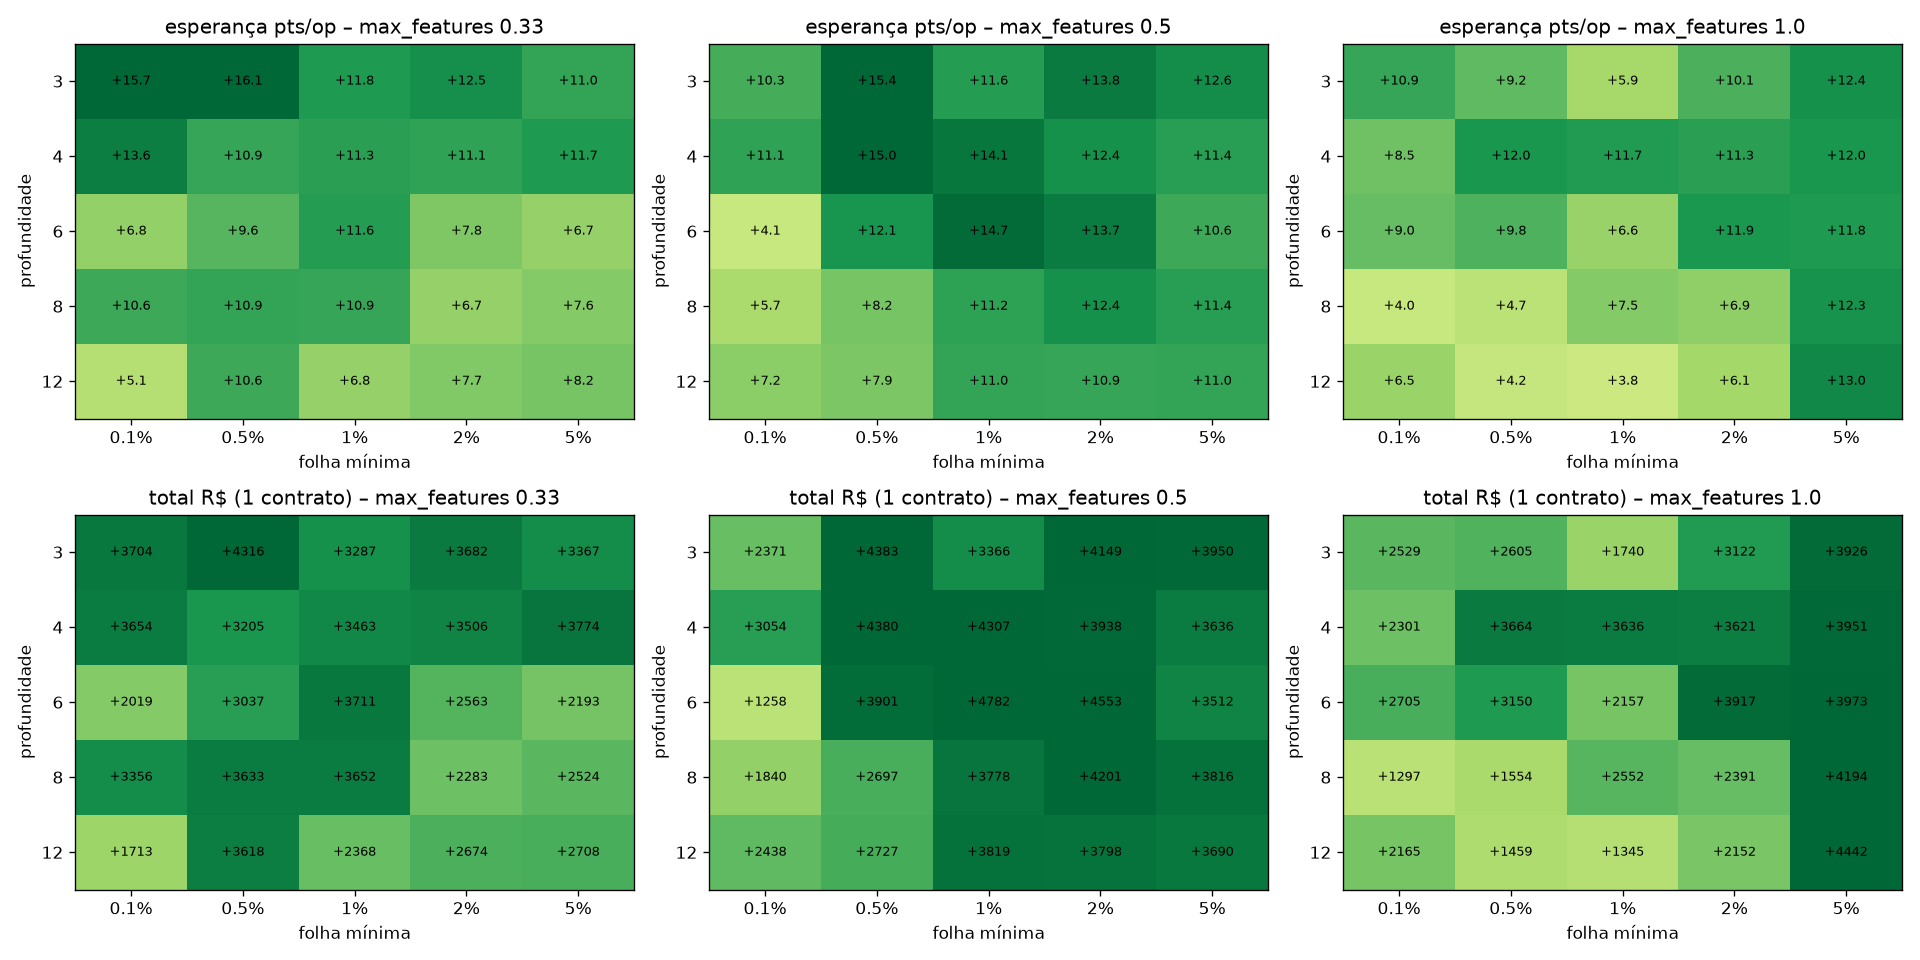 esperança pts/op – max_features 0.33
esperança pts/op – max_features 0.5
esperança pts/op – max_features 1.0
profundidade
3 +15.7 +16.1 +11.8 +12.5 +11.0
4 +13.6 +10.9 +11.3 +11.1 +11.7
6 +6.8 +9.6 +11.6 +7.8 +6.7
8 +10.6 +10.9 +10.9 +6.7 +7.6
12 +5.1 +10.6 +6.8 +7.7 +8.2
0.1% 0.5% 1% 2% 5%
folha mínima
profundidade
3 +10.3 +15.4 +11.6 +13.8 +12.6
4 +11.1 +15.0 +14.1 +12.4 +11.4
6 +4.1 +12.1 +14.7 +13.7 +10.6
8 +5.7 +8.2 +11.2 +12.4 +11.4
12 +7.2 +7.9 +11.0 +10.9 +11.0
0.1% 0.5% 1% 2% 5%
folha mínima
profundidade
3 +10.9 +9.2 +5.9 +10.1 +12.4
4 +8.5 +12.0 +11.7 +11.3 +12.0
6 +9.0 +9.8 +6.6 +11.9 +11.8
8 +4.0 +4.7 +7.5 +6.9 +12.3
12 +6.5 +4.2 +3.8 +6.1 +13.0
0.1% 0.5% 1% 2% 5%
folha mínima
total R$ (1 contrato) – max_features 0.33
total R$ (1 contrato) – max_features 0.5
total R$ (1 contrato) – max_features 1.0
profundidade
3 +3704 +4316 +3287 +3682 +3367
4 +3654 +3205 +3463 +3506 +3774
6 +2019 +3037 +3711 +2563 +2193
8 +3356 +3633 +3652 +2283 +2524
12 +1713 +3618 +2368 +2674 +2708
0.1% 0.5% 1% 2% 5%
folha mínima
profundidade
3 +2371 +4383 +3366 +4149 +3950
4 +3054 +4380 +4307 +3938 +3636
6 +1258 +3901 +4782 +4553 +3512
8 +1840 +2697 +3778 +4201 +3816
12 +2438 +2727 +3819 +3798 +3690
0.1% 0.5% 1% 2% 5%
folha mínima
profundidade
3 +2529 +2605 +1740 +3122 +3926
4 +2301 +3664 +3636 +3621 +3951
6 +2705 +3150 +2157 +3917 +3973
8 +1297 +1554 +2552 +2391 +4194
12 +2165 +1459 +1345 +2152 +4442
0.1% 0.5% 1% 2% 5%
folha mínima